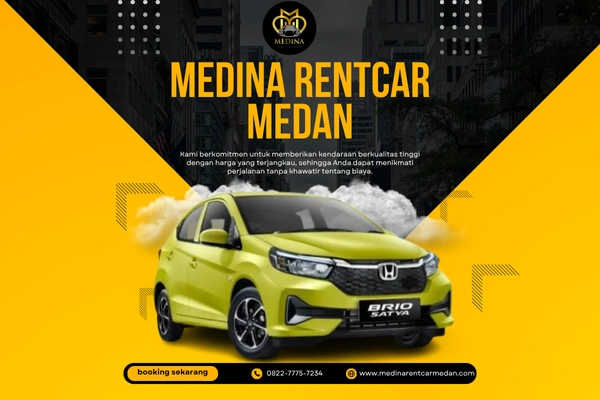 MEDINA
MEDINA RENTCAR
MEDAN
Kami berkomitmen untuk memberikan kendaraan berkualitas tinggi
dengan harga yang terjangkau, sehingga Anda dapat menikmati
perjalanan tanpa khawatir tentang biaya.
BRIO
SATYA
booking sekarang
0822-7775-7234
www.medinarentcarmedan.com